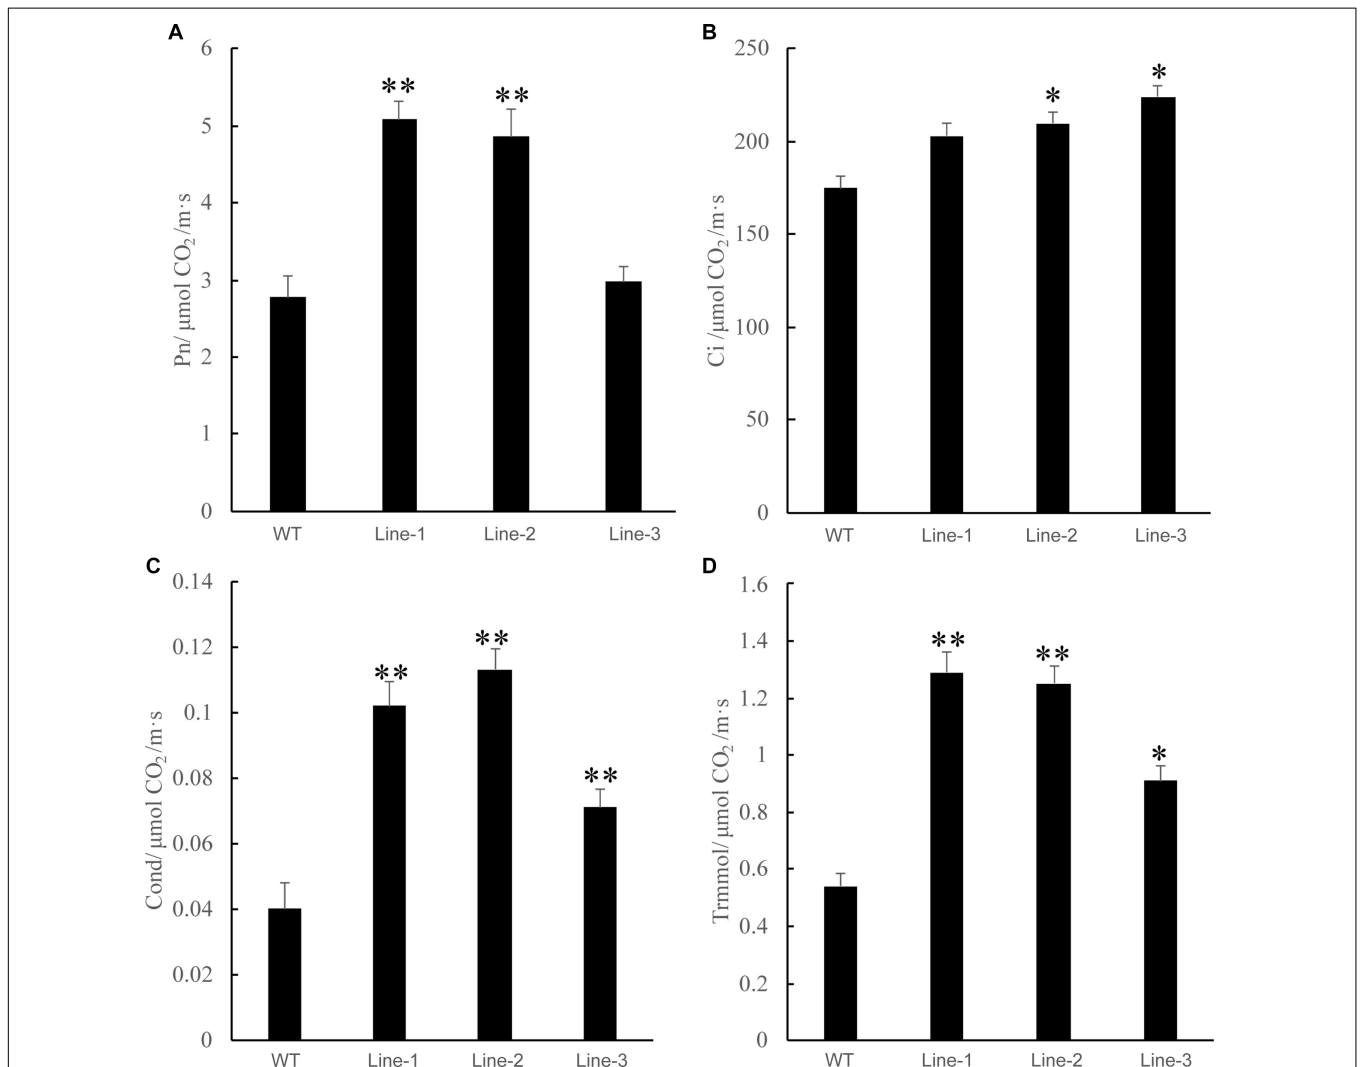 A
6
5
4
3
2
1
0
Pn/ μmol CO₂/m·s
** **
WT Line-1 Line-2 Line-3
B
250
200
150
100
50
0
Ci /μmol CO₂/m·s
* *
WT Line-1 Line-2 Line-3
C
0.14
0.12
0.1
0.08
0.06
0.04
0.02
0
Cond/ μmol CO₂/m·s
** ** **
WT Line-1 Line-2 Line-3
D
1.6
1.4
1.2
1
0.8
0.6
0.4
0.2
0
Trmmol/ μmol CO₂/m·s
** ** *
WT Line-1 Line-2 Line-3